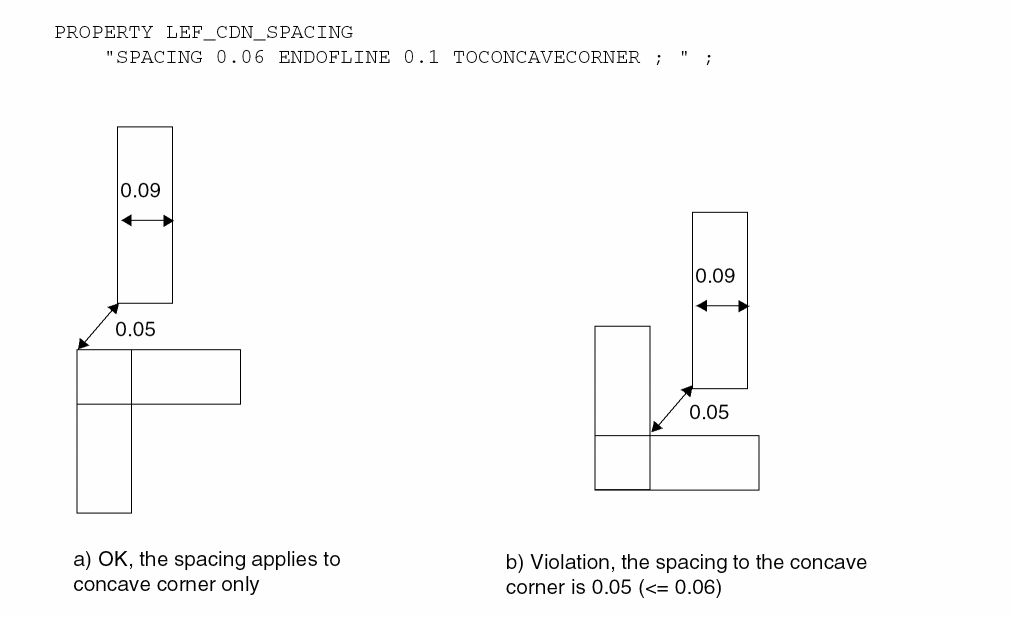 PROPERTY LEF_CDN_SPACING
"SPACING 0.06 ENDOFLINE 0.1 TOCONCAVECORNER ; " ;
0.09
0.05
0.09
0.05
a) OK, the spacing applies to
concave corner only
b) Violation, the spacing to the concave
corner is 0.05 (<= 0.06)